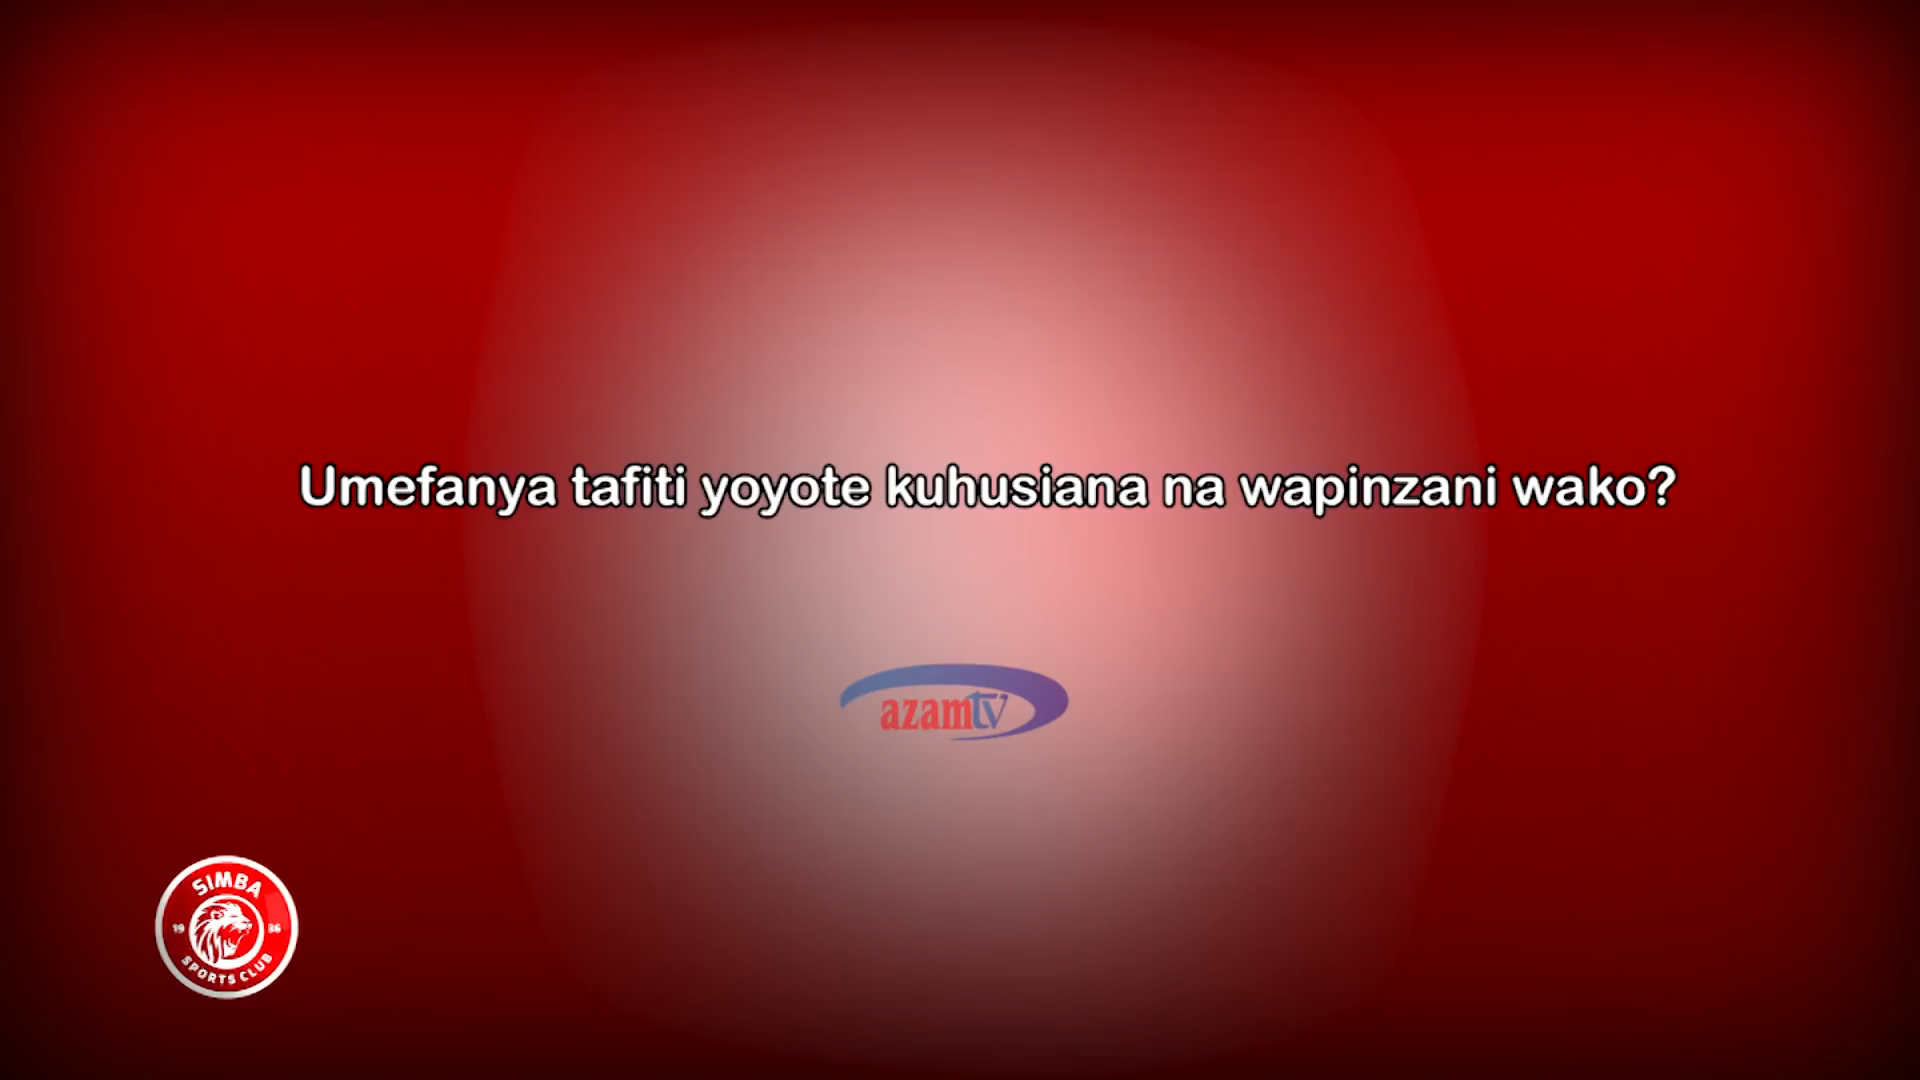 Umefanya tafiti yoyote kuhusiana na wapinzani wako?
azamtv
SIMBA
19 36
SPORTS CLUB